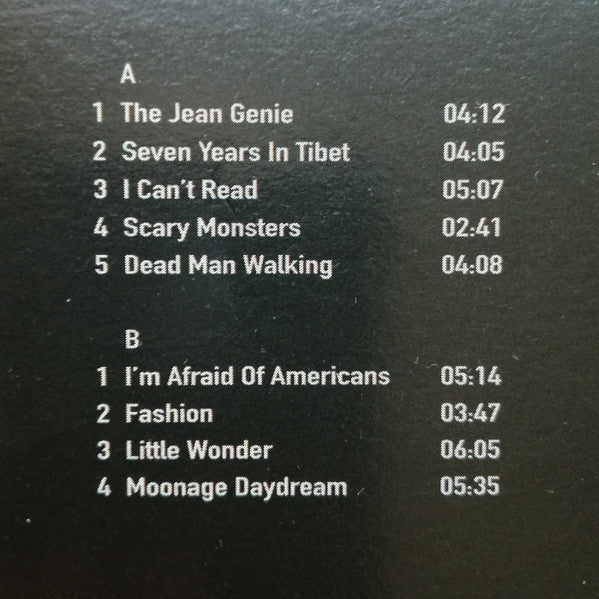 A
1 The Jean Genie 04:12
2 Seven Years In Tibet 04:05
3 I Can't Read 05:07
4 Scary Monsters 02:41
5 Dead Man Walking 04:08
B
1 I'm Afraid Of Americans 05:14
2 Fashion 03:47
3 Little Wonder 06:05
4 Moonage Daydream 05:35